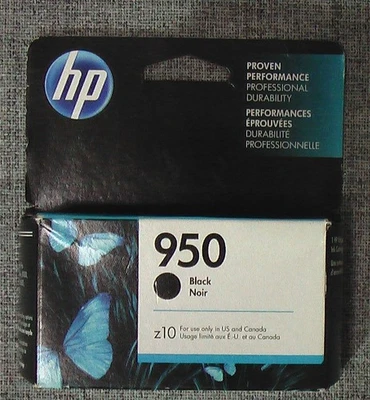 hp
PROVEN
PERFORMANCE
PROFESSIONAL
DURABILITY
PERFORMANCES
ÉPROUVÉES
DURABILITÉ
PROFESSIONNELLE
950
Black
Noir
z10
For use only in US and Canada
Usage limité aux É.-U. et au Canada